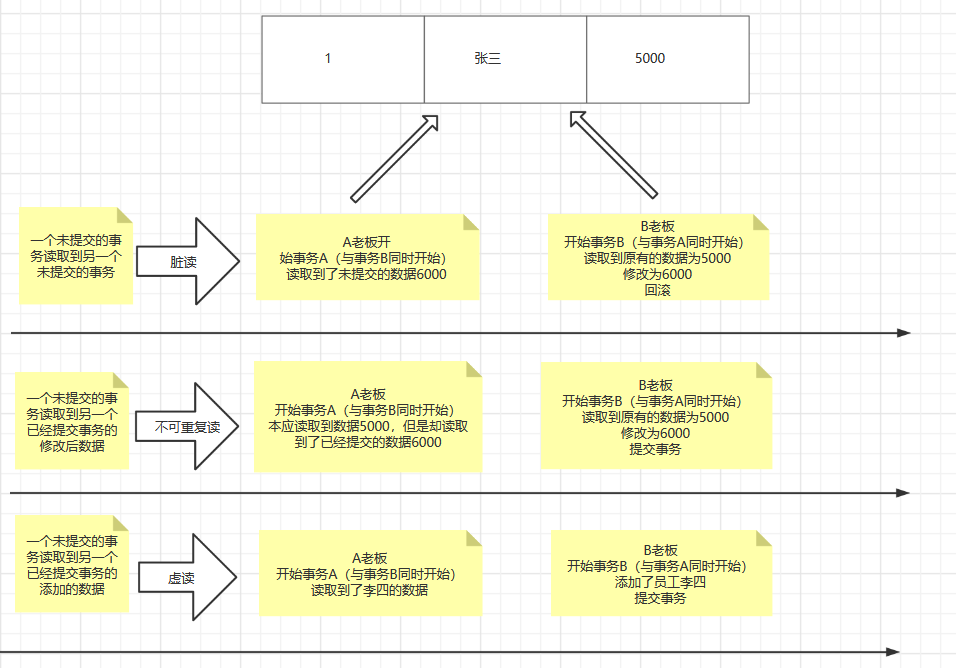 1
张三
5000
一个未提交的事
务读取到另一个
未提交的事务
脏读
A老板开
始事务A（与事务B同时开始）
读取到了未提交的数据6000
B老板
开始事务B（与事务A同时开始）
读取到原有的数据为5000
修改为6000
回滚
一个未提交的事
务读取到另一个
已经提交事务的
修改后数据
不可重复读
A老板
开始事务A（与事务B同时开始）
本应读取到数据5000，但是却读取
到了已经提交的数据6000
B老板
开始事务B（与事务A同时开始）
读取到原有的数据为5000
修改为6000
提交事务
一个未提交的事
务读取到另一个
已经提交事务的
添加的数据
虚读
A老板
开始事务A（与事务B同时开始）
读取到了李四的数据
B老板
开始事务B（与事务A同时开始）
添加了员工李四
提交事务